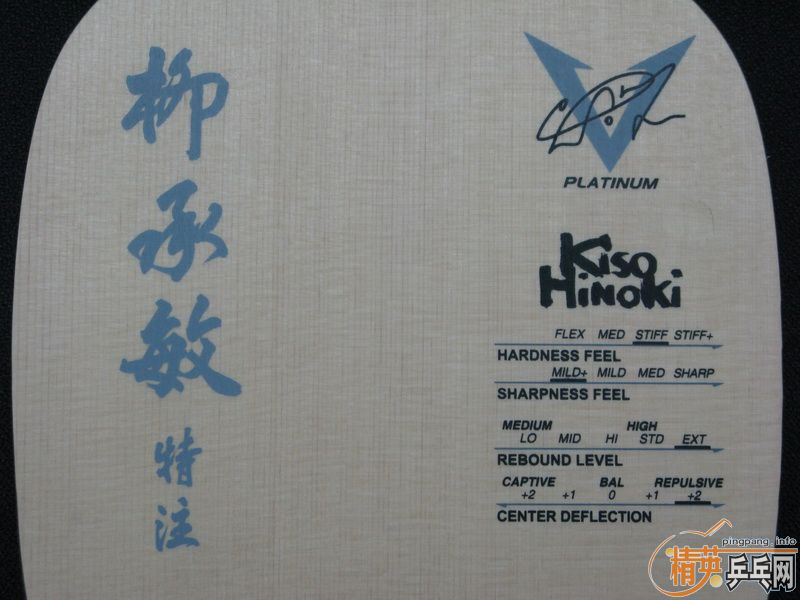 柳承敏
特注
PLATINUM
Kiso
Hinoki
FLEX MED STIFF STIFF+
HARDNESS FEEL
MILD+ MILD MED SHARP
SHARPNESS FEEL
MEDIUM HIGH
LO MID HI STD EXT
REBOUND LEVEL
CAPTIVE BAL REPULSIVE
+2 +1 0 +1 +2
CENTER DEFLECTION
pingpang.info
精英乒乓网